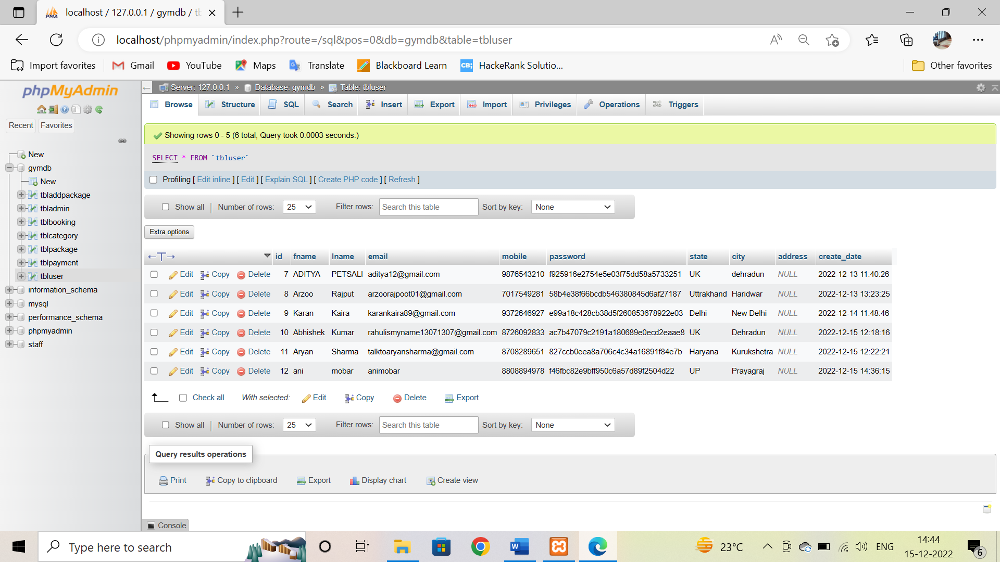 localhost / 127.0.0.1 / gymdb / tb
localhost/phpmyadmin/index.php?route=/sql&pos=0&db=gymdb&table=tbluser
Import favorites Gmail YouTube Maps Translate Blackboard Learn HackeRank Solutio... Other favorites
phpMyAdmin
Recent Favorites
New
gymdb
New
tbladdpackage
tbladmin
tblbooking
tblcategory
tblpackage
tblpayment
tbluser
information_schema
mysql
performance_schema
phpmyadmin
staff
Server: 127.0.0.1 » Database: gymdb » Table: tbluser
Browse Structure SQL Search Insert Export Import Privileges Operations Triggers
Showing rows 0 - 5 (6 total, Query took 0.0003 seconds.)
SELECT * FROM `tbluser`
Profiling [ Edit inline ] [ Edit ] [ Explain SQL ] [ Create PHP code ] [ Refresh ]
Show all Number of rows: 25 Filter rows: Search this table Sort by key: None
Extra options
←T→ id fname lname email mobile password state city address create_date
Edit Copy Delete 7 ADITYA PETSALI aditya12@gmail.com 9876543210 f925916e2754e5e03f75dd58a5733251 UK dehradun NULL 2022-12-13 11:40:26
Edit Copy Delete 8 Arzoo Rajput arzoorajpoot01@gmail.com 7017549281 58b4e38f66bcdb546380845d6af27187 Uttrakhand Haridwar NULL 2022-12-13 13:23:25
Edit Copy Delete 9 Karan Kaira karankaira89@gmail.com 9372646927 e99a18c428cb38d5f260853678922e03 Delhi New Delhi NULL 2022-12-14 11:48:46
Edit Copy Delete 10 Abhishek Kumar rahulismyname13071307@gmail.com 8726092833 ac7b47079c2191a180689e0ecd2eaae8 UK Dehradun NULL 2022-12-15 12:18:16
Edit Copy Delete 11 Aryan Sharma talktoaryansharma@gmail.com 8708289651 827ccb0eea8a706c4c34a16891f84e7b Haryana Kurukshetra NULL 2022-12-15 12:22:21
Edit Copy Delete 12 ani mobar animobar 8808894978 f46fbc82e9bff950c6a57d89f2504d22 UP Prayagraj NULL 2022-12-15 14:36:15
Check all With selected: Edit Copy Delete Export
Show all Number of rows: 25 Filter rows: Search this table Sort by key: None
Query results operations
Print Copy to clipboard Export Display chart Create view
Console
Type here to search
23°C
ENG
14:44
15-12-2022
6